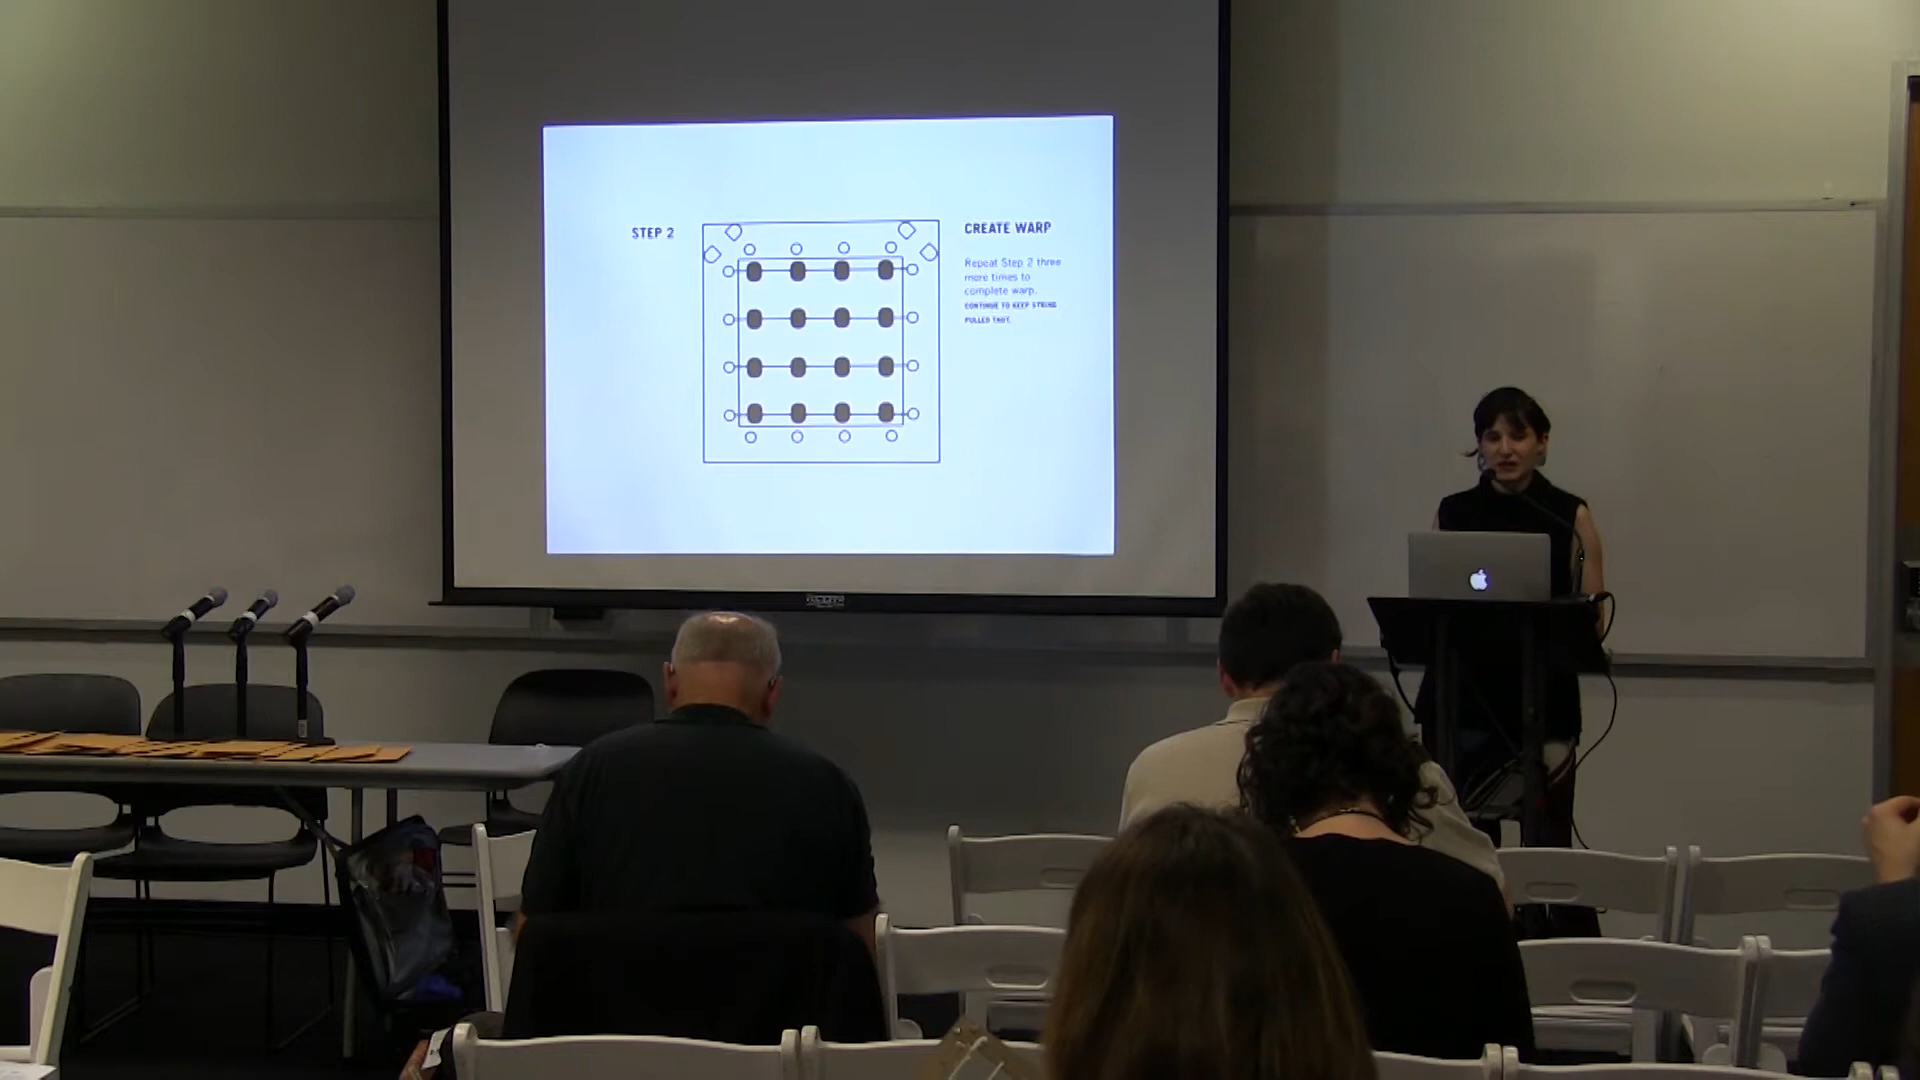 STEP 2
CREATE WARP
Repeat Step 2 three
more times to
complete warp.
CONTINUE TO KEEP STRING
PULLED TAUT.